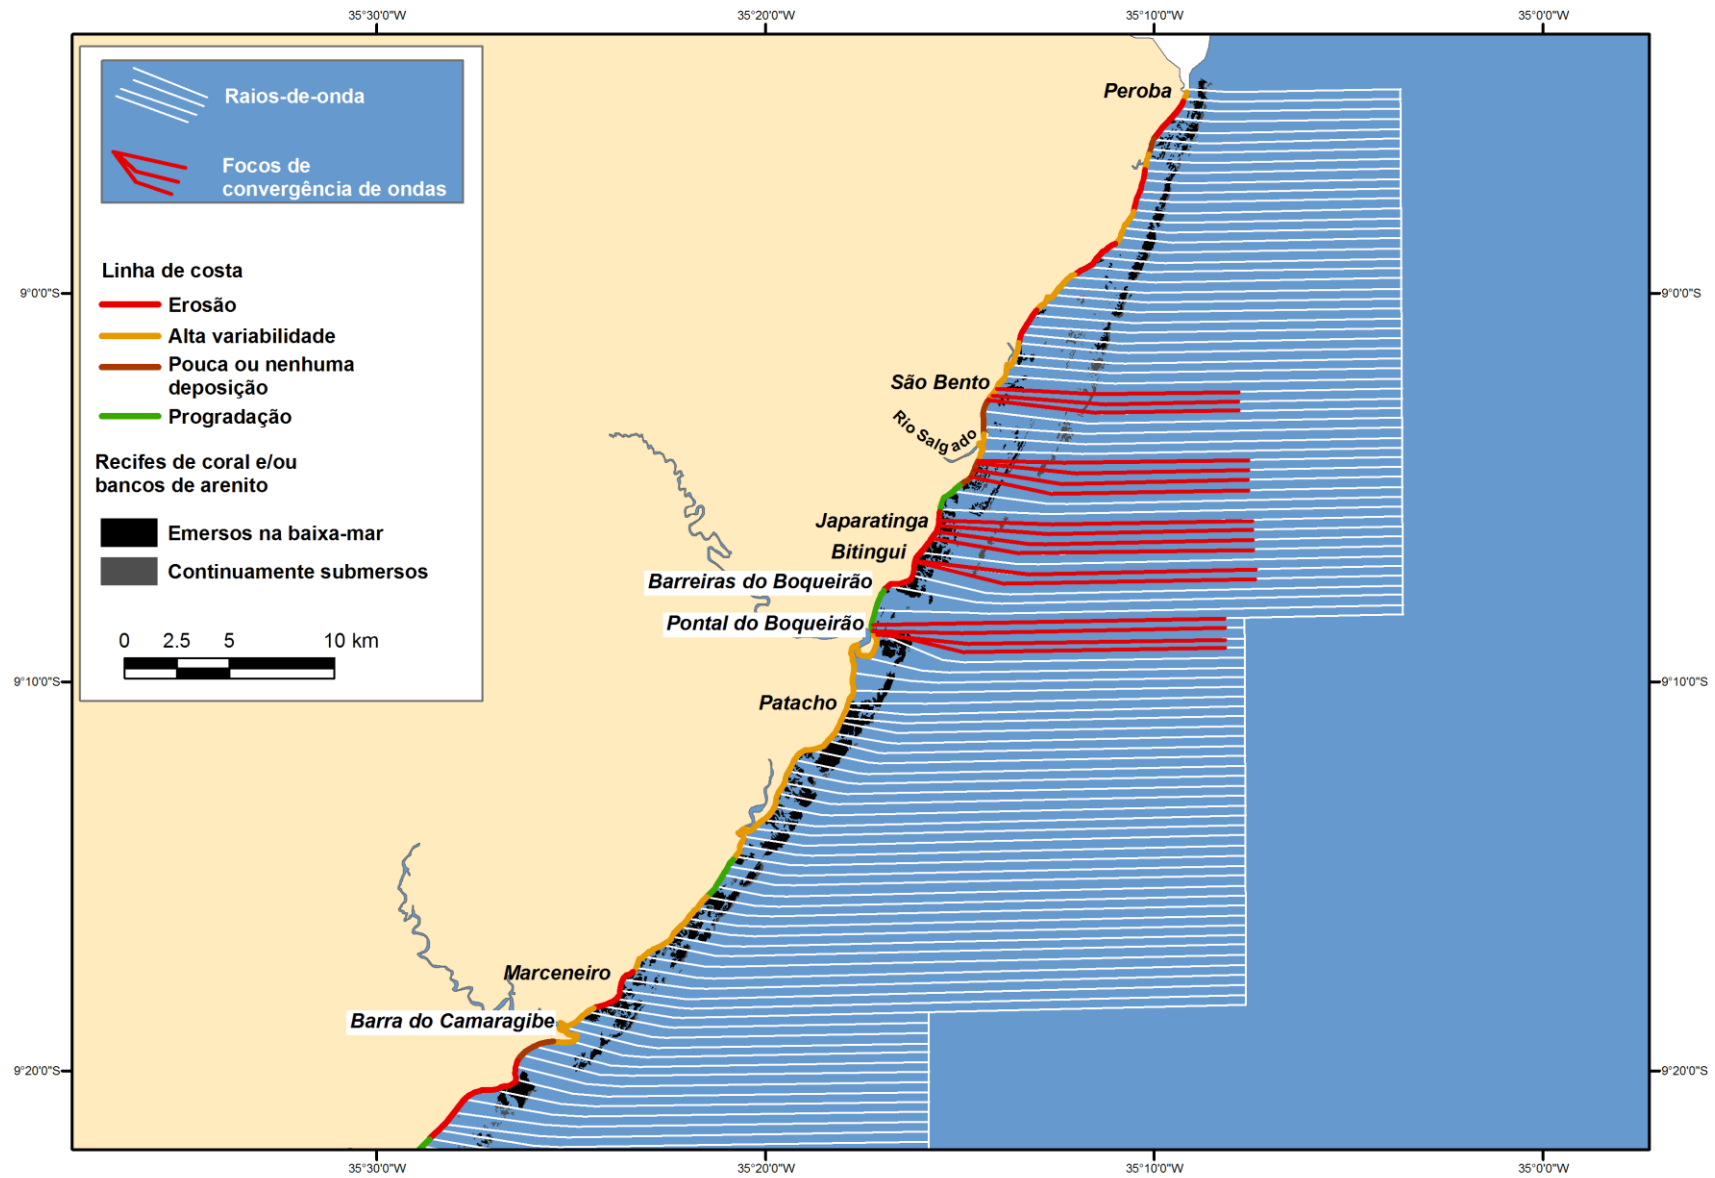 35°30'0"W
35°20'0"W
35°10'0"W
35°0'0"W
Raios-de-onda
Focos de
convergência de ondas
Linha de costa
Erosão
Alta variabilidade
Pouca ou nenhuma
deposição
Progradação
Recifes de coral e/ou
bancos de arenito
Emersos na baixa-mar
Continuamente submersos
0 2.5 5 10 km
Peroba
9°0'0"S
9°0'0"S
São Bento
Rio Salgado
Japaratinga
Bitingui
Barreiras do Boqueirão
Pontal do Boqueirão
9°10'0"S
9°10'0"S
Patacho
Marceneiro
Barra do Camaragibe
9°20'0"S
9°20'0"S
35°30'0"W
35°20'0"W
35°10'0"W
35°0'0"W